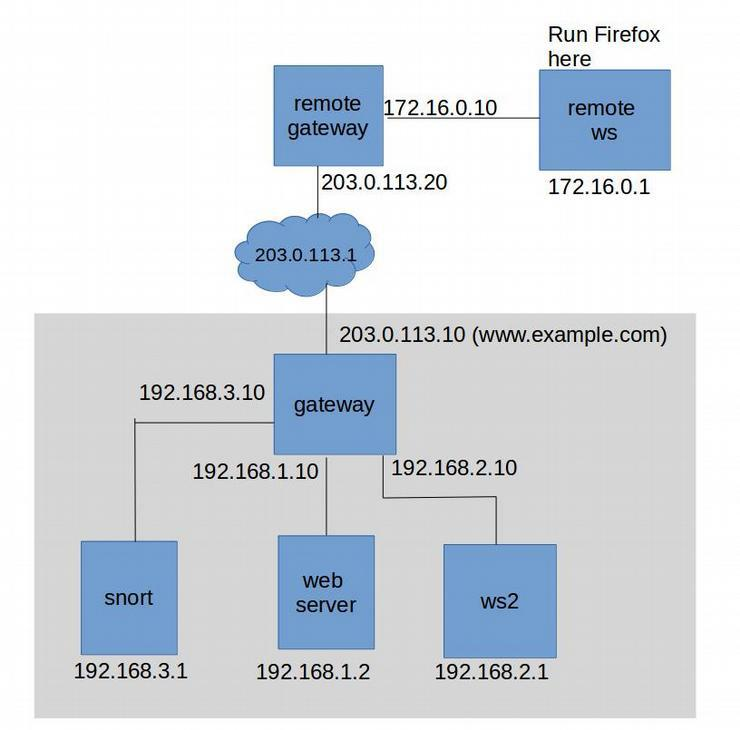 Run Firefox
here
remote
gateway
172.16.0.10
remote
ws
203.0.113.20
172.16.0.1
203.0.113.1
203.0.113.10 (www.example.com)
192.168.3.10
gateway
192.168.1.10
192.168.2.10
snort
web
server
ws2
192.168.3.1
192.168.1.2
192.168.2.1